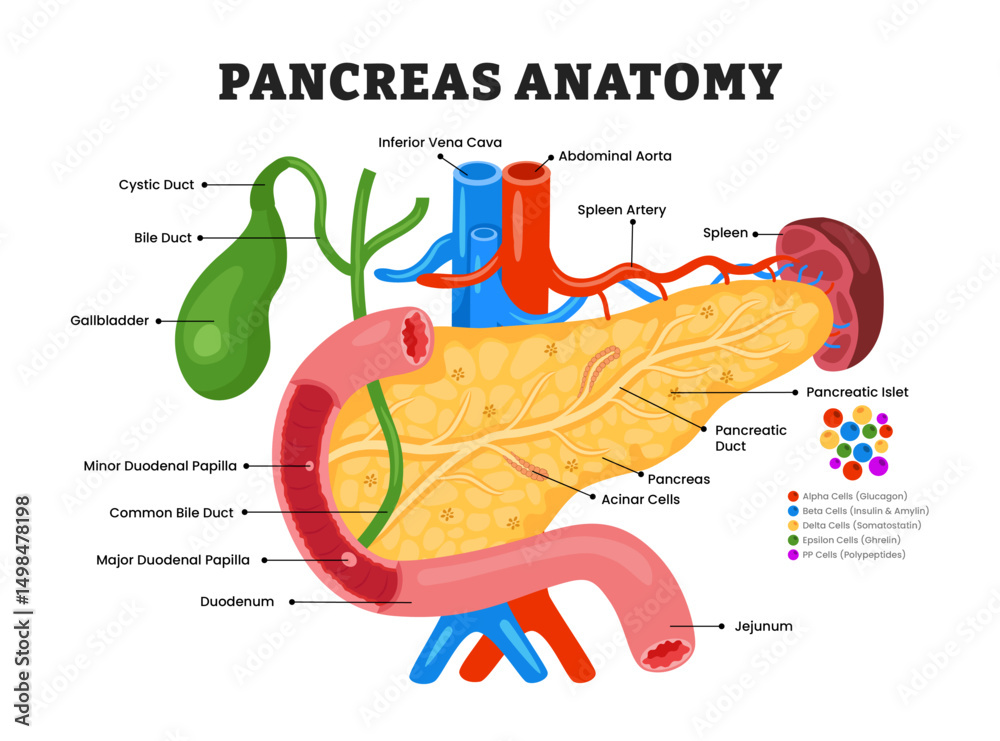 PANCREAS ANATOMY
Inferior Vena Cava
Abdominal Aorta
Cystic Duct
Spleen Artery
Bile Duct
Spleen
Gallbladder
Pancreatic Islet
Pancreatic
Duct
Minor Duodenal Papilla
Pancreas
Acinar Cells
Alpha Cells (Glucagon)
Beta Cells (Insulin & Amylin)
Delta Cells (Somatostatin)
Epsilon Cells (Ghrelin)
PP Cells (Polypeptides)
Common Bile Duct
Major Duodenal Papilla
Duodenum
Jejunum
Adobe Stock | #1498478198
Adobe Stock